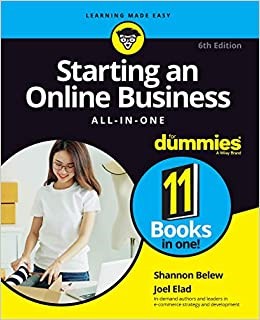 LEARNING MADE EASY
6th Edition
Starting an
Online Business
ALL-IN-ONE
for
dummies
A Wiley Brand
11
Books
in one!
Shannon Belew
Joel Elad
In-demand authors and leaders in
e-commerce strategy and development